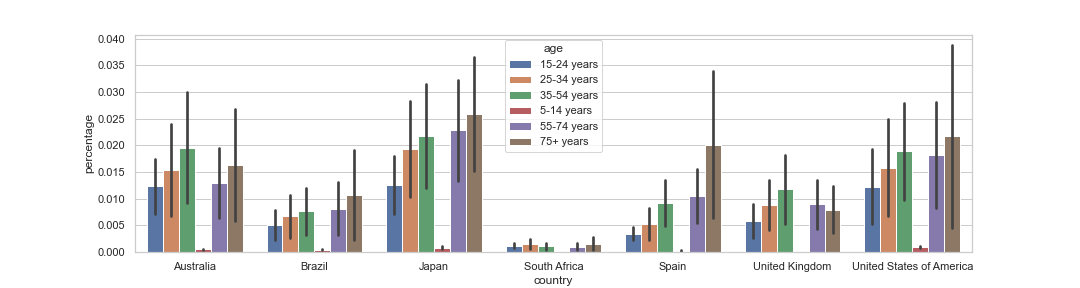 0.040
0.035
0.030
0.025
0.020
0.015
0.010
0.005
0.000
percentage
age
15-24 years
25-34 years
35-54 years
5-14 years
55-74 years
75+ years
Australia
Brazil
Japan
South Africa
Spain
United Kingdom
United States of America
country